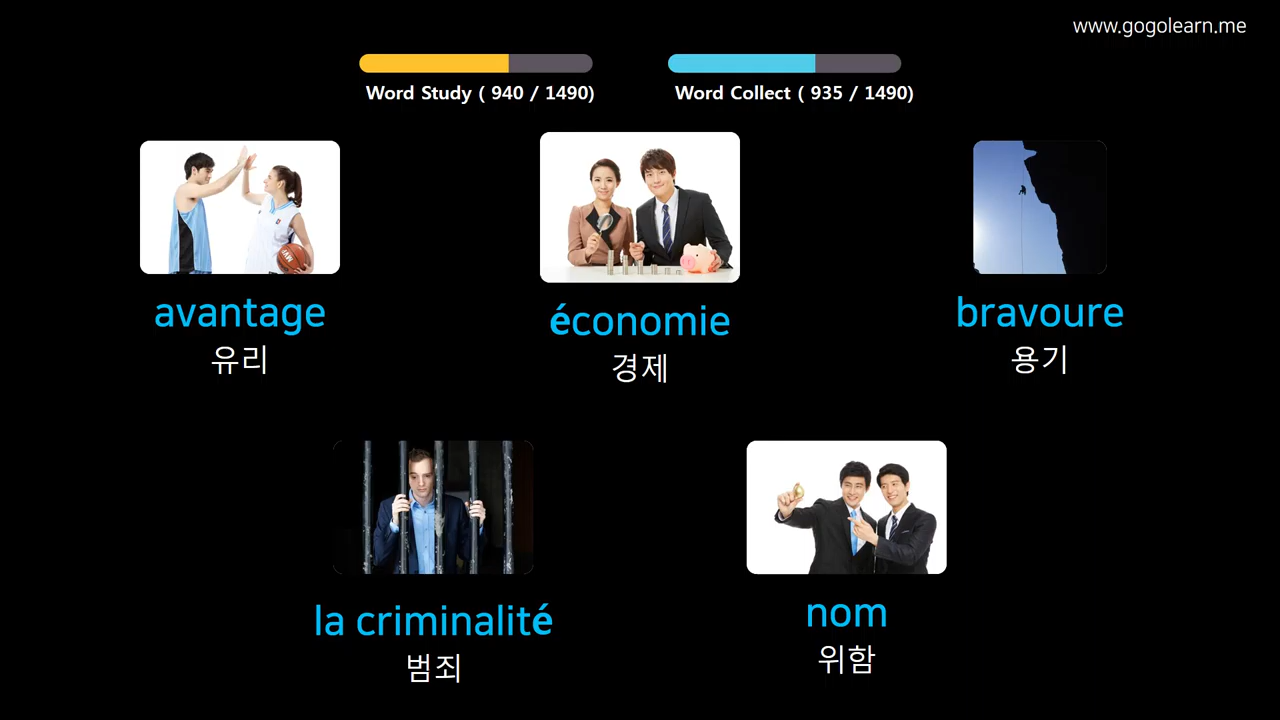 www.gogolearn.me
Word Study ( 940 / 1490)
Word Collect ( 935 / 1490)
avantage
유리
économie
경제
bravoure
용기
la criminalité
범죄
nom
위함